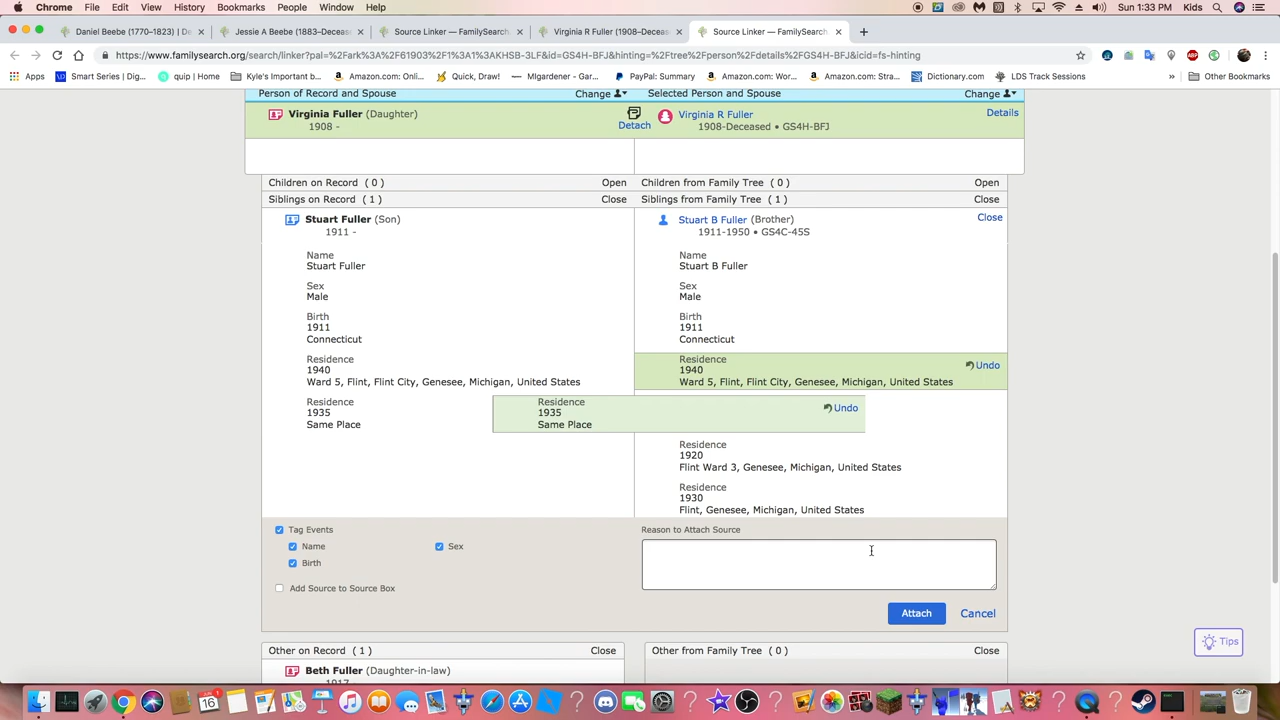 Chrome File Edit View History Bookmarks People Window Help
Sun 1:33 PM Kids
Daniel Beebe (1770–1823) | De
Jessie A Beebe (1883–Deceas
Source Linker — FamilySearch
Virginia R Fuller (1908–Deceas
Source Linker — FamilySearch
https://www.familysearch.org/search/linker?pal=%2Fark%3A%2F61903%2F1%3A1%3AKHSB-3LF&id=GS4H-BFJ&hinting=%2Ftree%2Fperson%2Fdetails%2FGS4H-BFJ&icid=fs-hinting
Apps
Smart Series | Dig...
quip | Home
Kyle's Important b...
Amazon.com: Onli...
Quick, Draw!
MIgardener - Gar...
PayPal: Summary
Amazon.com: Wor...
Amazon.com: Stra...
Dictionary.com
LDS Track Sessions
»
Other Bookmarks
Person of Record and Spouse Change
Selected Person and Spouse Change
Virginia Fuller (Daughter)
1908 -
Detach
Virginia R Fuller
1908-Deceased • GS4H-BFJ
Details
Children on Record ( 0 ) Open
Children from Family Tree ( 0 ) Open
Siblings on Record ( 1 ) Close
Siblings from Family Tree ( 1 ) Close
Stuart Fuller (Son)
1911 -
Stuart B Fuller (Brother)
1911-1950 • GS4C-45S
Close
Name
Stuart Fuller
Name
Stuart B Fuller
Sex
Male
Sex
Male
Birth
1911
Connecticut
Birth
1911
Connecticut
Residence
1940
Ward 5, Flint, Flint City, Genesee, Michigan, United States
Residence
1940
Ward 5, Flint, Flint City, Genesee, Michigan, United States
Undo
Residence
1935
Same Place
Residence
1935
Same Place
Undo
Residence
1920
Flint Ward 3, Genesee, Michigan, United States
Residence
1930
Flint, Genesee, Michigan, United States
Tag Events
Name Sex
Birth
Add Source to Source Box
Reason to Attach Source
Attach Cancel
Tips
Other on Record ( 1 ) Close
Other from Family Tree ( 0 ) Close
Beth Fuller (Daughter-in-law)
1917 -